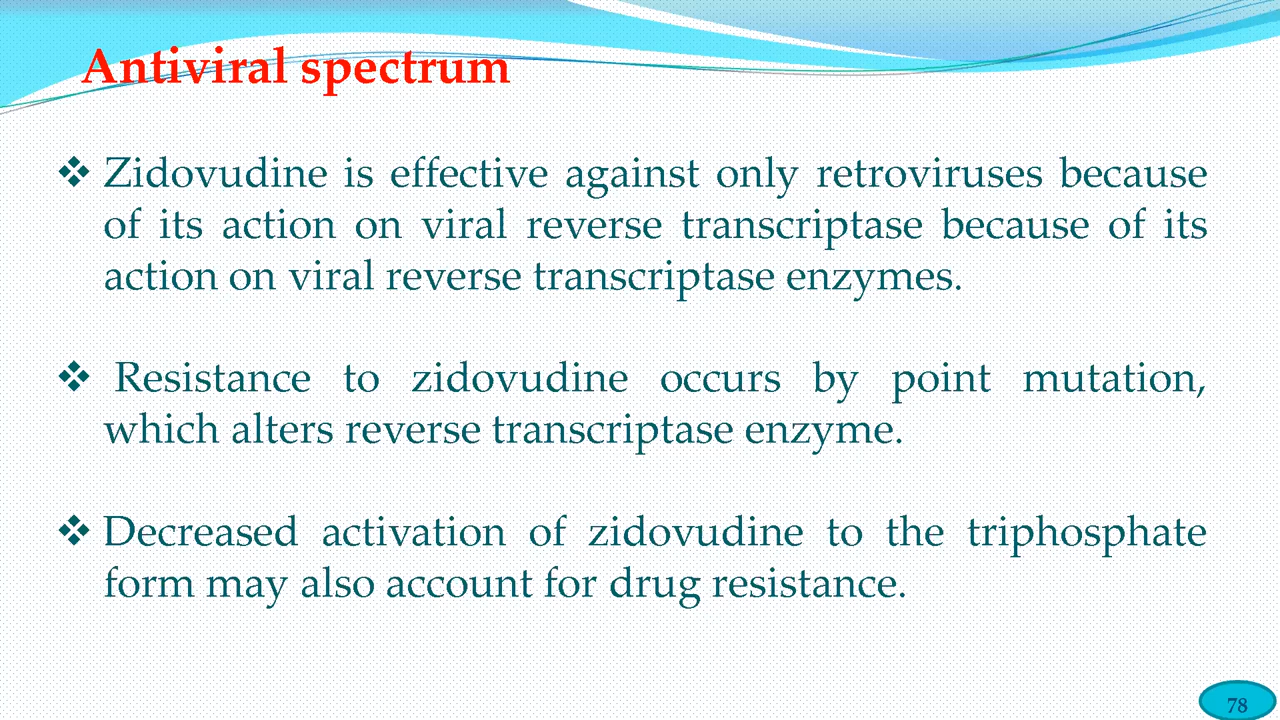 Antiviral spectrum
❖ Zidovudine is effective against only retroviruses because
of its action on viral reverse transcriptase because of its
action on viral reverse transcriptase enzymes.
❖ Resistance to zidovudine occurs by point mutation,
which alters reverse transcriptase enzyme.
❖ Decreased activation of zidovudine to the triphosphate
form may also account for drug resistance.
78